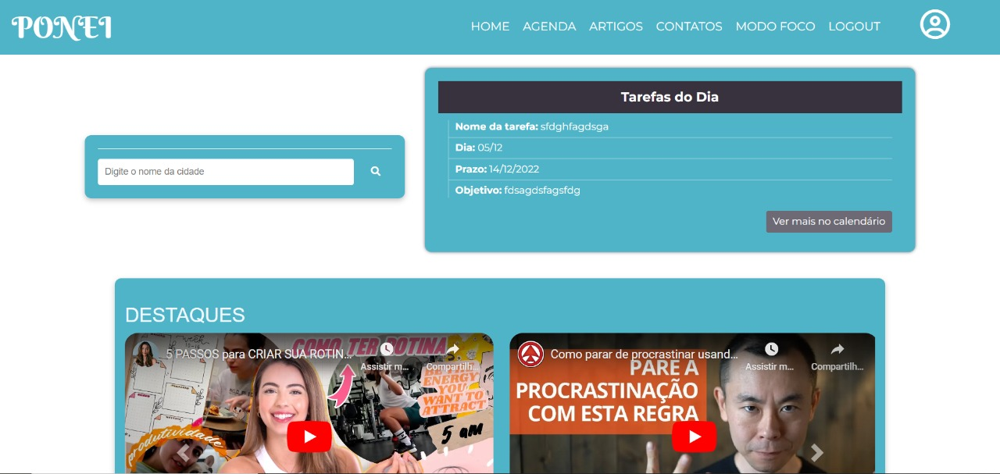 PONEI
HOME AGENDA ARTIGOS CONTATOS MODO FOCO LOGOUT
Tarefas do Dia
Nome da tarefa: sfdghfagdsga
Dia: 05/12
Prazo: 14/12/2022
Objetivo: fdsagdsfagsfdg
Ver mais no calendário
Digite o nome da cidade
DESTAQUES
5 PASSOS para CRIAR SUA ROTIN...
Assistir m...
Compartilh...
COMO TER ROTINA
ENERGY
YOU
WANT TO
ATTRACT
5 am
produtividade
Como parar de procrastinar usand...
Assistir m...
Compartilh...
PARE A
PROCRASTINAÇÃO
COM ESTA REGRA